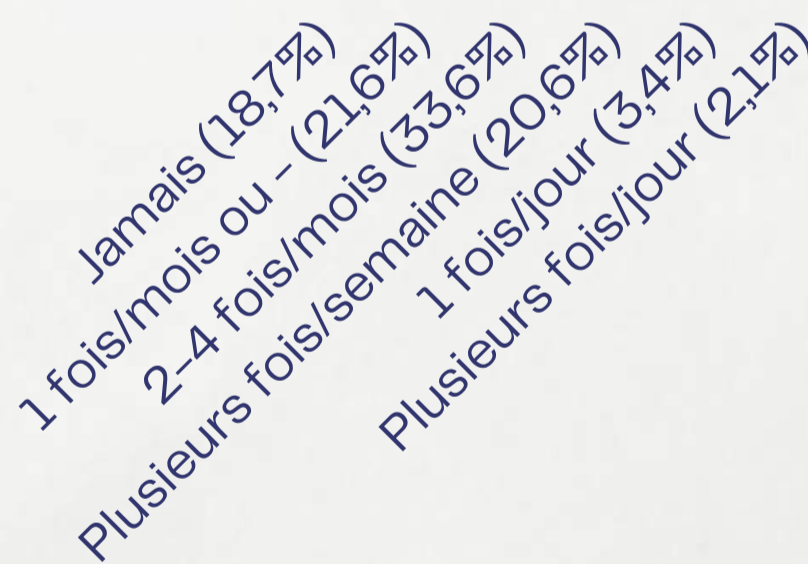 Jamais (18,7%)
1 fois/mois ou – (21,6%)
2–4 fois/mois (33,6%)
Plusieurs fois/semaine (20,6%)
1 fois/jour (3,4%)
Plusieurs fois/jour (2,1%)